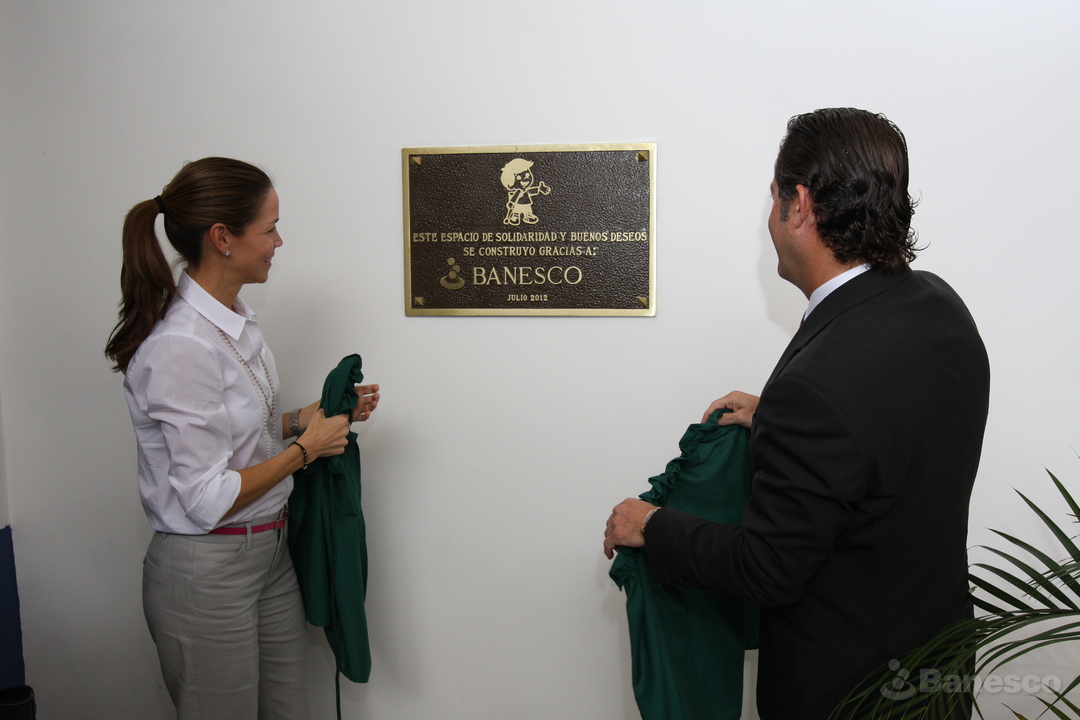 ESTE ESPACIO DE SOLIDARIDAD Y BUENOS DESEOS
SE CONSTRUYO GRACIAS A:
BANESCO
JULIO 2012
Banesco